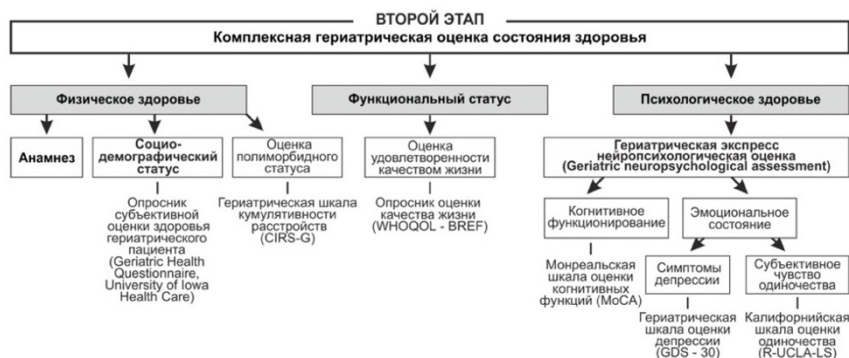 ВТОРОЙ ЭТАП
Комплексная гериатрическая оценка состояния здоровья
Физическое здоровье
Функциональный статус
Психологическое здоровье
Анамнез
Социо-
демографический
статус
Оценка
полиморбидного
статуса
Оценка
удовлетворенности
качеством жизни
Гериатрическая экспресс
нейропсихологическая оценка
(Geriatric neuropsychological assessment)
Опросник
субъективной
оценки здоровья
гериатрического
пациента
(Geriatric Health
Questionnaire,
University of Iowa
Health Care)
Гериатрическая шкала
кумулятивности
расстройств
(CIRS-G)
Опросник оценки
качества жизни
(WHOQOL - BREF)
Когнитивное
функционирование
Эмоциональное
состояние
Монреальская
шкала оценки
когнитивных
функций (MoCA)
Симптомы
депрессии
Субъективное
чувство
одиночества
Гериатрическая
шкала оценки
депрессии
(GDS - 30)
Калифорнийская
шкала оценки
одиночества
(R-UCLA-LS)